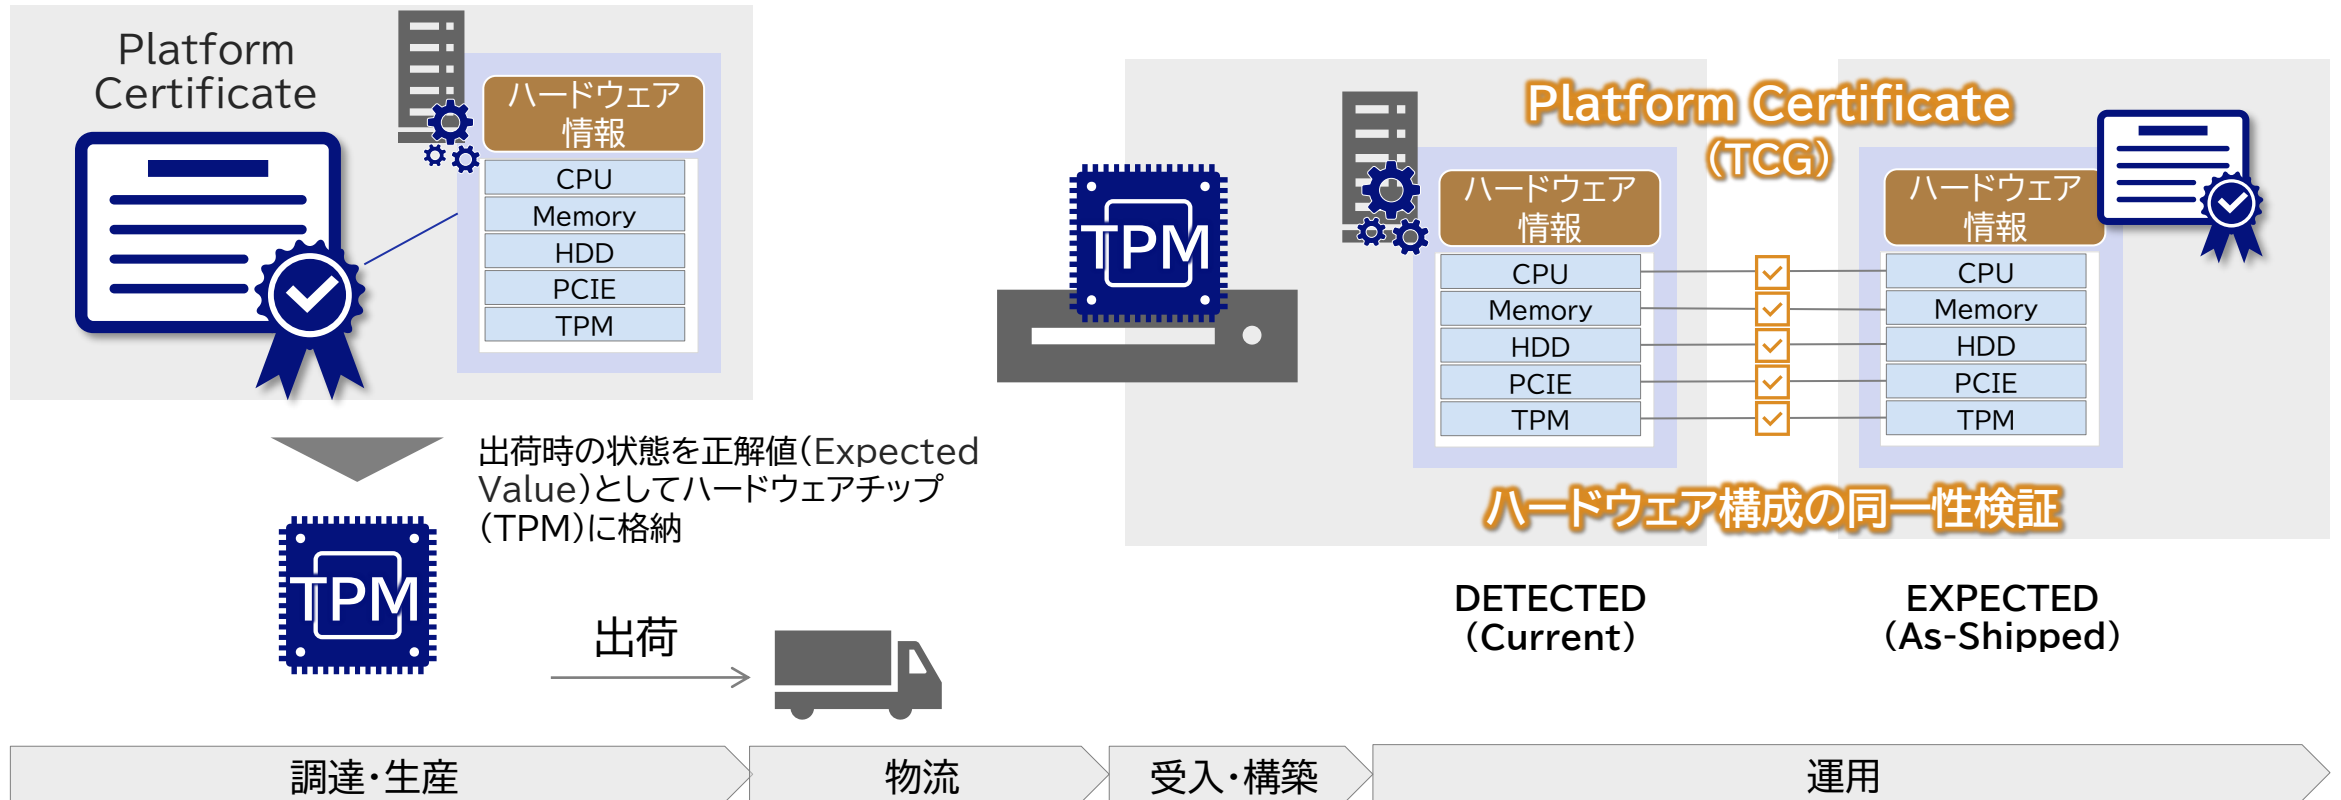 Platform
Certificate
ハードウェア
情報
CPU
Memory
HDD
PCIE
TPM
出荷時の状態を正解値(Expected
Value)としてハードウェアチップ
(TPM)に格納
TPM
出荷
TPM
Platform Certificate
(TCG)
ハードウェア
情報
CPU
Memory
HDD
PCIE
TPM
ハードウェア
情報
CPU
Memory
HDD
PCIE
TPM
ハードウェア構成の同一性検証
DETECTED
(Current)
EXPECTED
(As-Shipped)
調達・生産
物流
受入・構築
運用